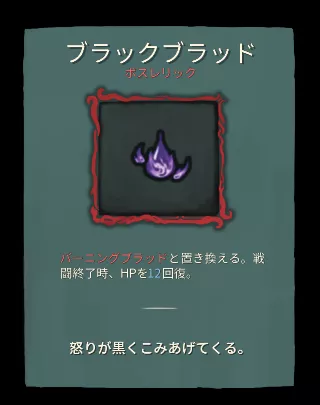 ブラックブラッド
ボスレリック
バーニングブラッドと置き換える。戦
闘終了時、HPを12回復。
怒りが黒くこみあげてくる。